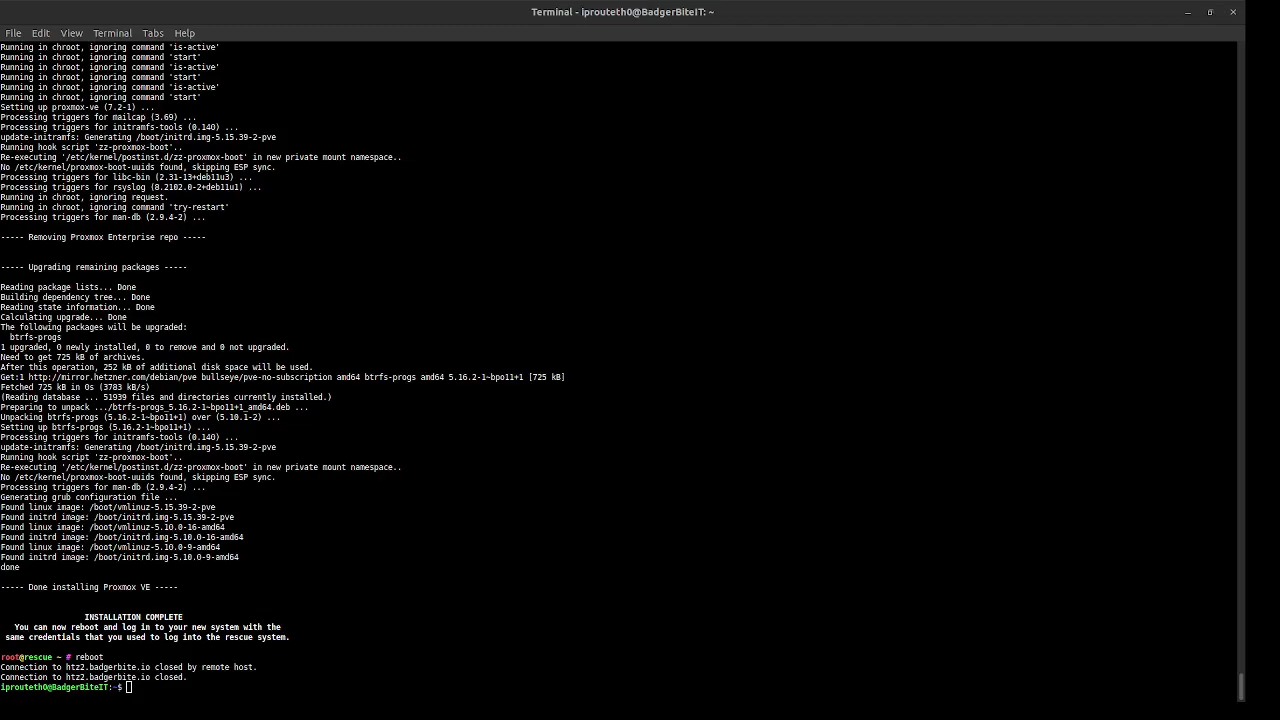 Terminal - iprouteth0@BadgerBiteIT: ~
File Edit View Terminal Tabs Help
Running in chroot, ignoring command 'is-active'
Running in chroot, ignoring command 'start'
Running in chroot, ignoring command 'is-active'
Running in chroot, ignoring command 'start'
Running in chroot, ignoring command 'is-active'
Running in chroot, ignoring command 'start'
Setting up proxmox-ve (7.2-1) ...
Processing triggers for mailcap (3.69) ...
Processing triggers for initramfs-tools (0.140) ...
update-initramfs: Generating /boot/initrd.img-5.15.39-2-pve
Running hook script 'zz-proxmox-boot'..
Re-executing '/etc/kernel/postinst.d/zz-proxmox-boot' in new private mount namespace..
No /etc/kernel/proxmox-boot-uuids found, skipping ESP sync.
Processing triggers for libc-bin (2.31-13+deb11u3) ...
Processing triggers for rsyslog (8.2102.0-2+deb11u1) ...
Running in chroot, ignoring request.
Running in chroot, ignoring command 'try-restart'
Processing triggers for man-db (2.9.4-2) ...
----- Removing Proxmox Enterprise repo -----
----- Upgrading remaining packages -----
Reading package lists... Done
Building dependency tree... Done
Reading state information... Done
Calculating upgrade... Done
The following packages will be upgraded:
btrfs-progs
1 upgraded, 0 newly installed, 0 to remove and 0 not upgraded.
Need to get 725 kB of archives.
After this operation, 252 kB of additional disk space will be used.
Get:1 http://mirror.hetzner.com/debian/pve bullseye/pve-no-subscription amd64 btrfs-progs amd64 5.16.2-1~bpo11+1 [725 kB]
Fetched 725 kB in 0s (3783 kB/s)
(Reading database ... 51939 files and directories currently installed.)
Preparing to unpack .../btrfs-progs_5.16.2-1~bpo11+1_amd64.deb ...
Unpacking btrfs-progs (5.16.2-1~bpo11+1) over (5.10.1-2) ...
Setting up btrfs-progs (5.16.2-1~bpo11+1) ...
Processing triggers for initramfs-tools (0.140) ...
update-initramfs: Generating /boot/initrd.img-5.15.39-2-pve
Running hook script 'zz-proxmox-boot'..
Re-executing '/etc/kernel/postinst.d/zz-proxmox-boot' in new private mount namespace..
No /etc/kernel/proxmox-boot-uuids found, skipping ESP sync.
Processing triggers for man-db (2.9.4-2) ...
Generating grub configuration file ...
Found linux image: /boot/vmlinuz-5.15.39-2-pve
Found initrd image: /boot/initrd.img-5.15.39-2-pve
Found linux image: /boot/vmlinuz-5.10.0-16-amd64
Found initrd image: /boot/initrd.img-5.10.0-16-amd64
Found linux image: /boot/vmlinuz-5.10.0-9-amd64
Found initrd image: /boot/initrd.img-5.10.0-9-amd64
done
----- Done installing Proxmox VE -----
INSTALLATION COMPLETE
You can now reboot and log in to your new system with the
same credentials that you used to log into the rescue system.
root@rescue ~ # reboot
Connection to htz2.badgerbite.io closed by remote host.
Connection to htz2.badgerbite.io closed.
iprouteth0@BadgerBiteIT:~$